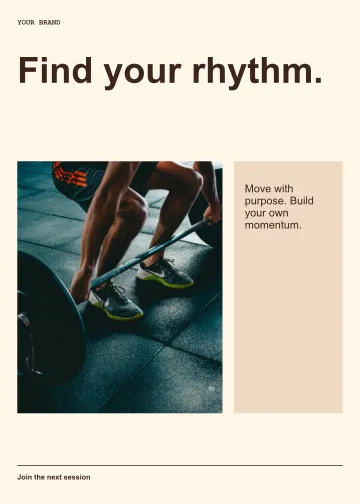 YOUR BRAND
Find your rhythm.
Move with
purpose. Build
your own
momentum.
Join the next session